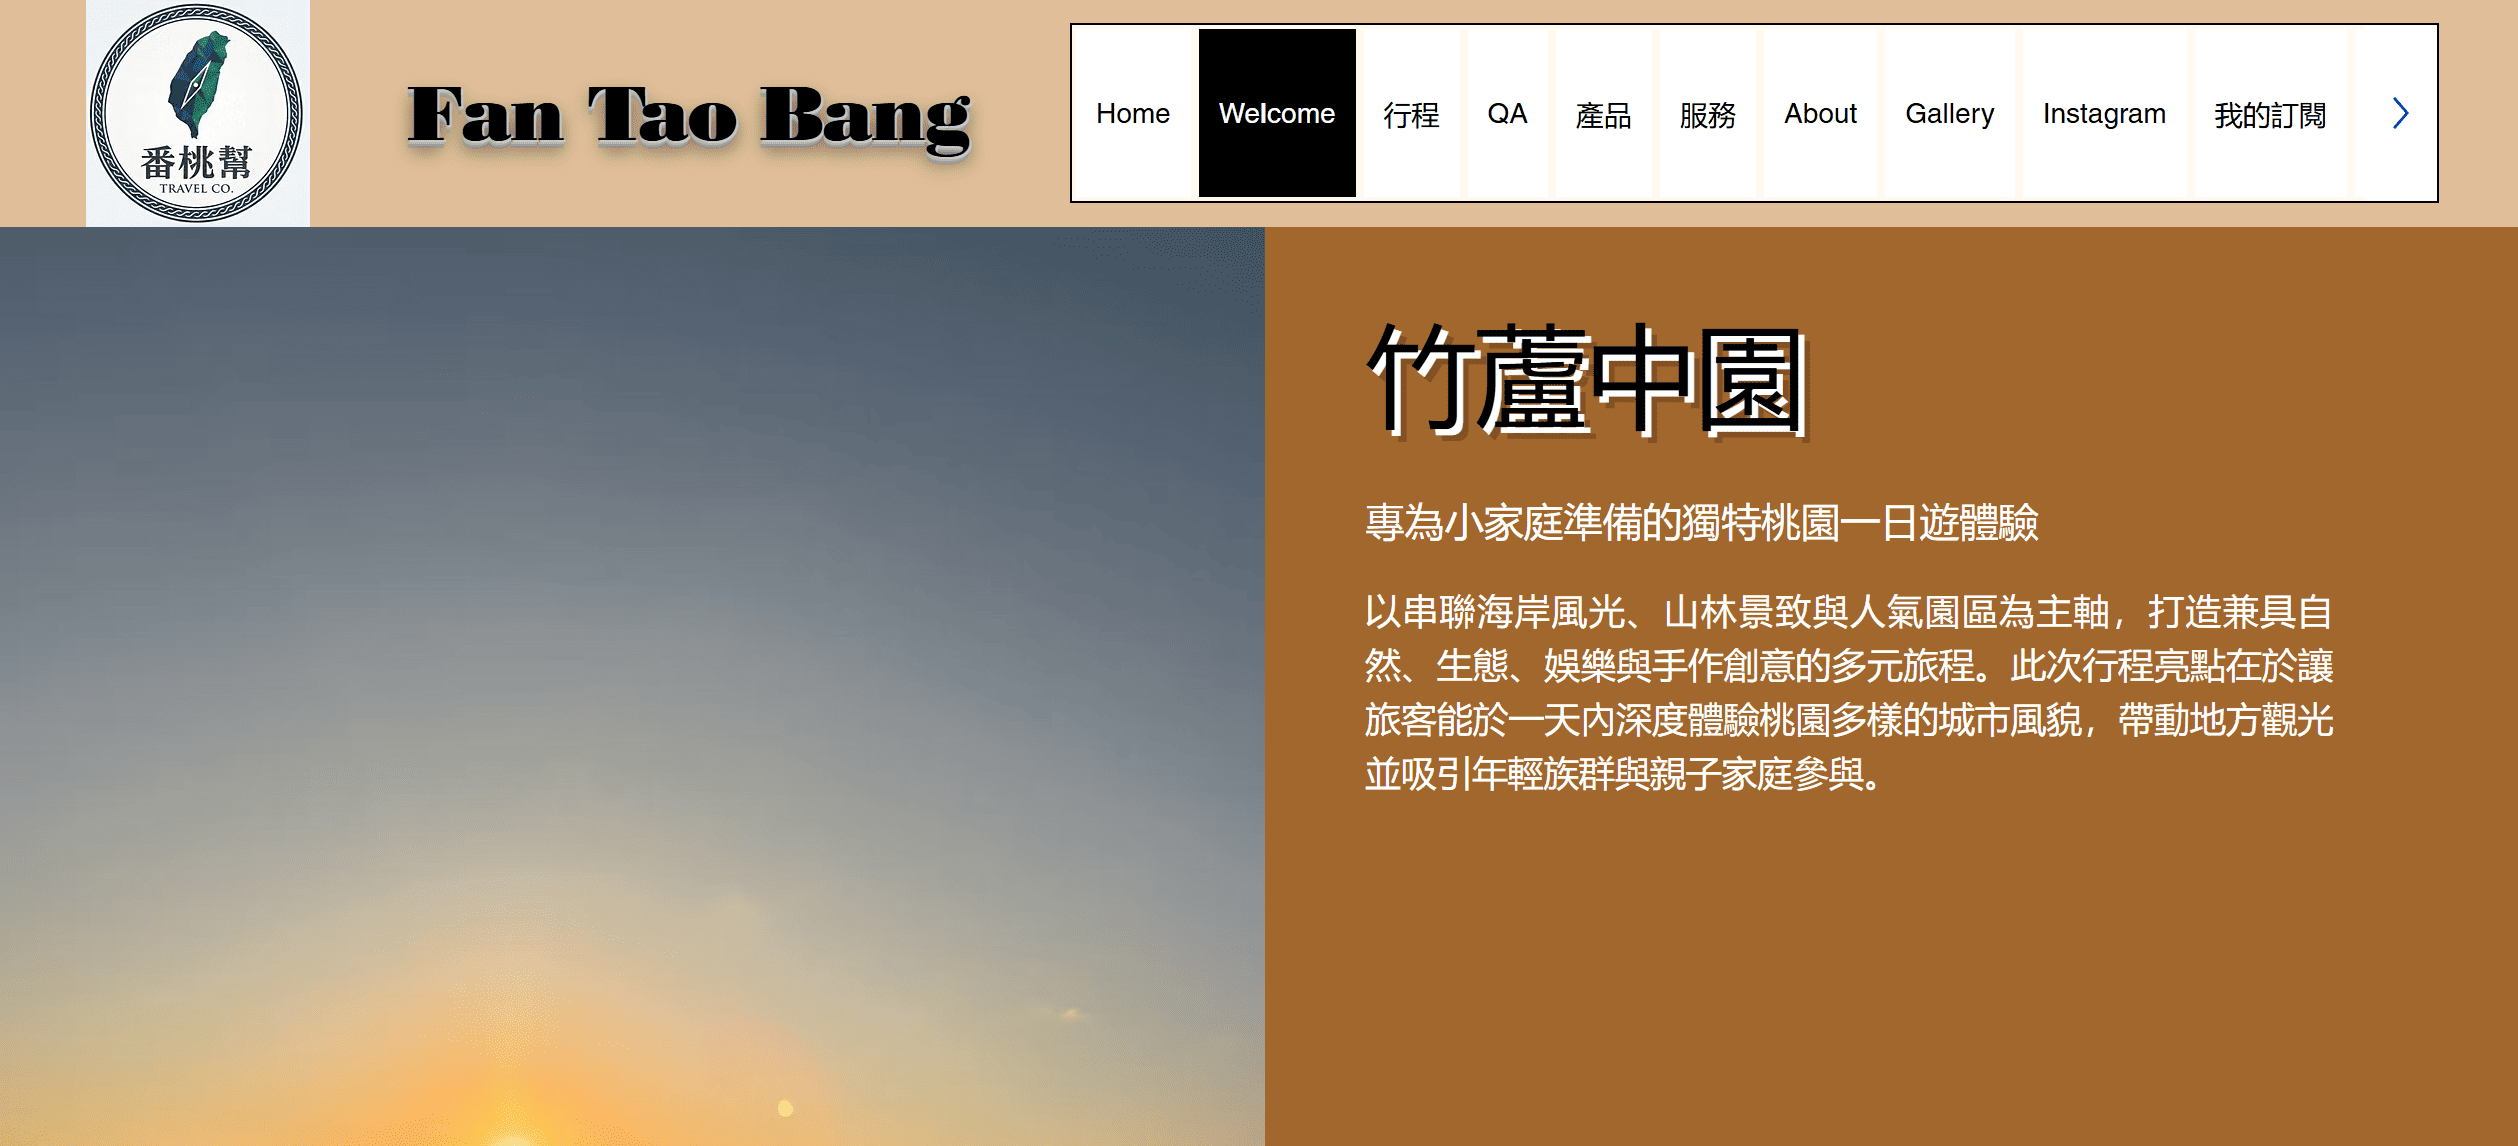 番桃幫
TRAVEL CO.
Fan Tao Bang
Home Welcome 行程 QA 產品 服務 About Gallery Instagram 我的訂閱
竹蘆中園
專為小家庭準備的獨特桃園一日遊體驗
以串聯海岸風光、山林景致與人氣園區為主軸，打造兼具自
然、生態、娛樂與手作創意的多元旅程。此次行程亮點在於讓
旅客能於一天內深度體驗桃園多樣的城市風貌，帶動地方觀光
並吸引年輕族群與親子家庭參與。